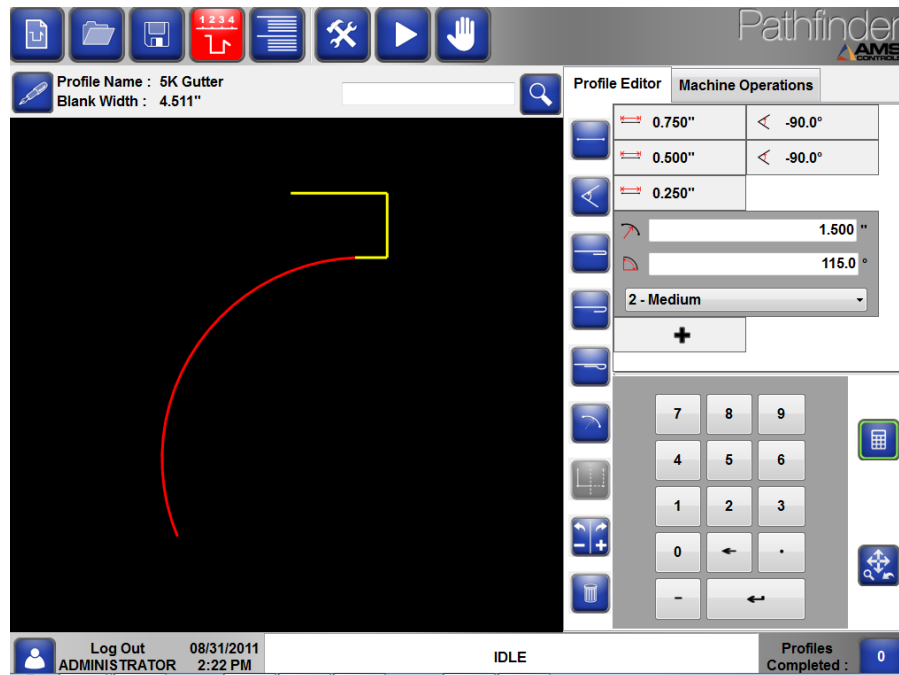 1 2 3 4
Pathfinder
AMS
CONTROLS
Profile Name : 5K Gutter
Blank Width : 4.511"
Profile Editor
Machine Operations
0.750"
-90.0°
0.500"
-90.0°
0.250"
1.500 "
115.0 °
2 - Medium
7 8 9
4 5 6
1 2 3
0 .
-
Log Out
ADMINISTRATOR
08/31/2011
2:22 PM
IDLE
Profiles
Completed :
0